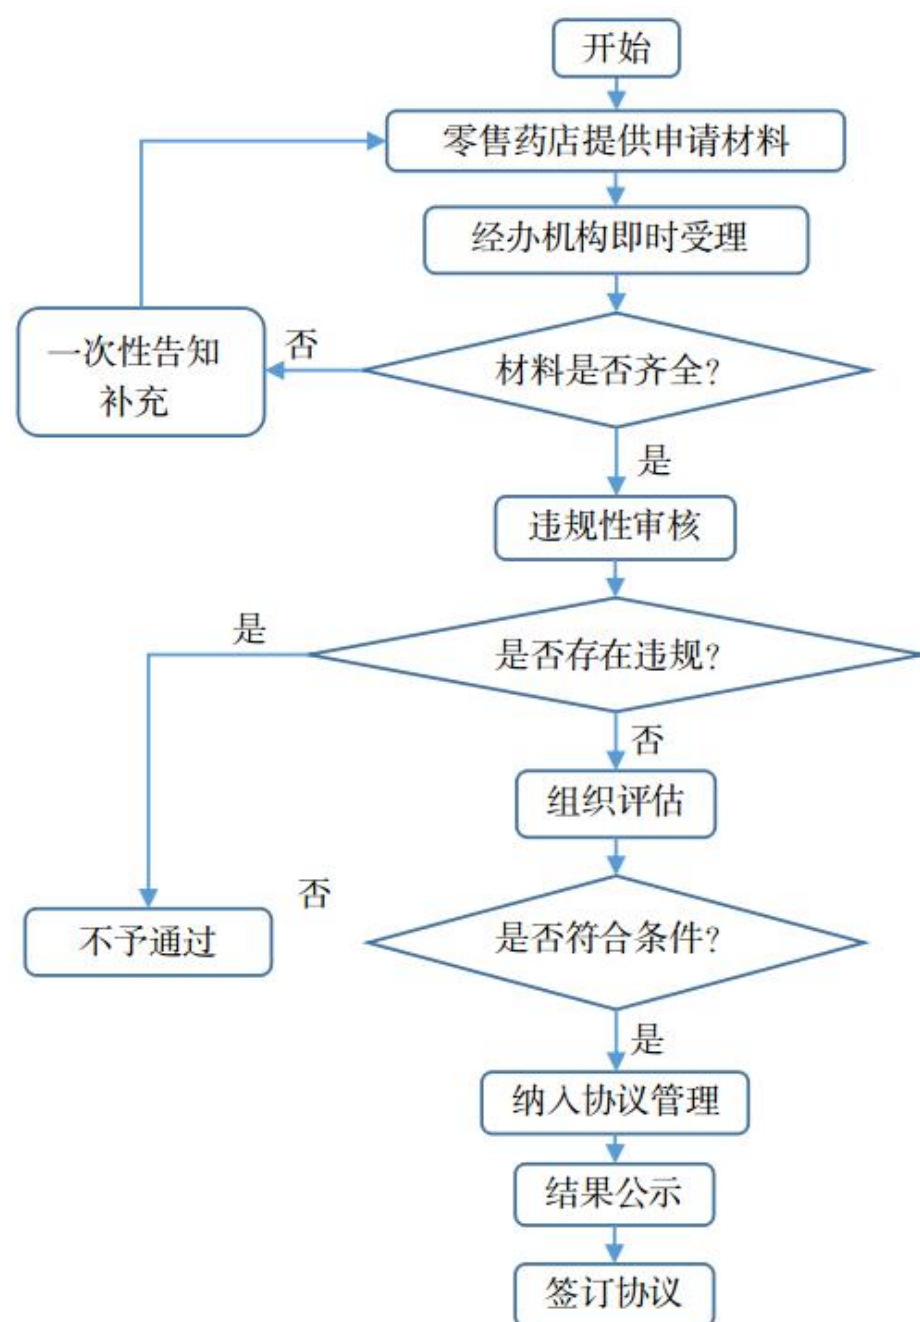 开始
零售药店提供申请材料
经办机构即时受理
一次性告知
补充
否
材料是否齐全?
是
违规性审核
是
是否存在违规?
否
组织评估
否
不予通过
是否符合条件?
是
纳入协议管理
结果公示
签订协议